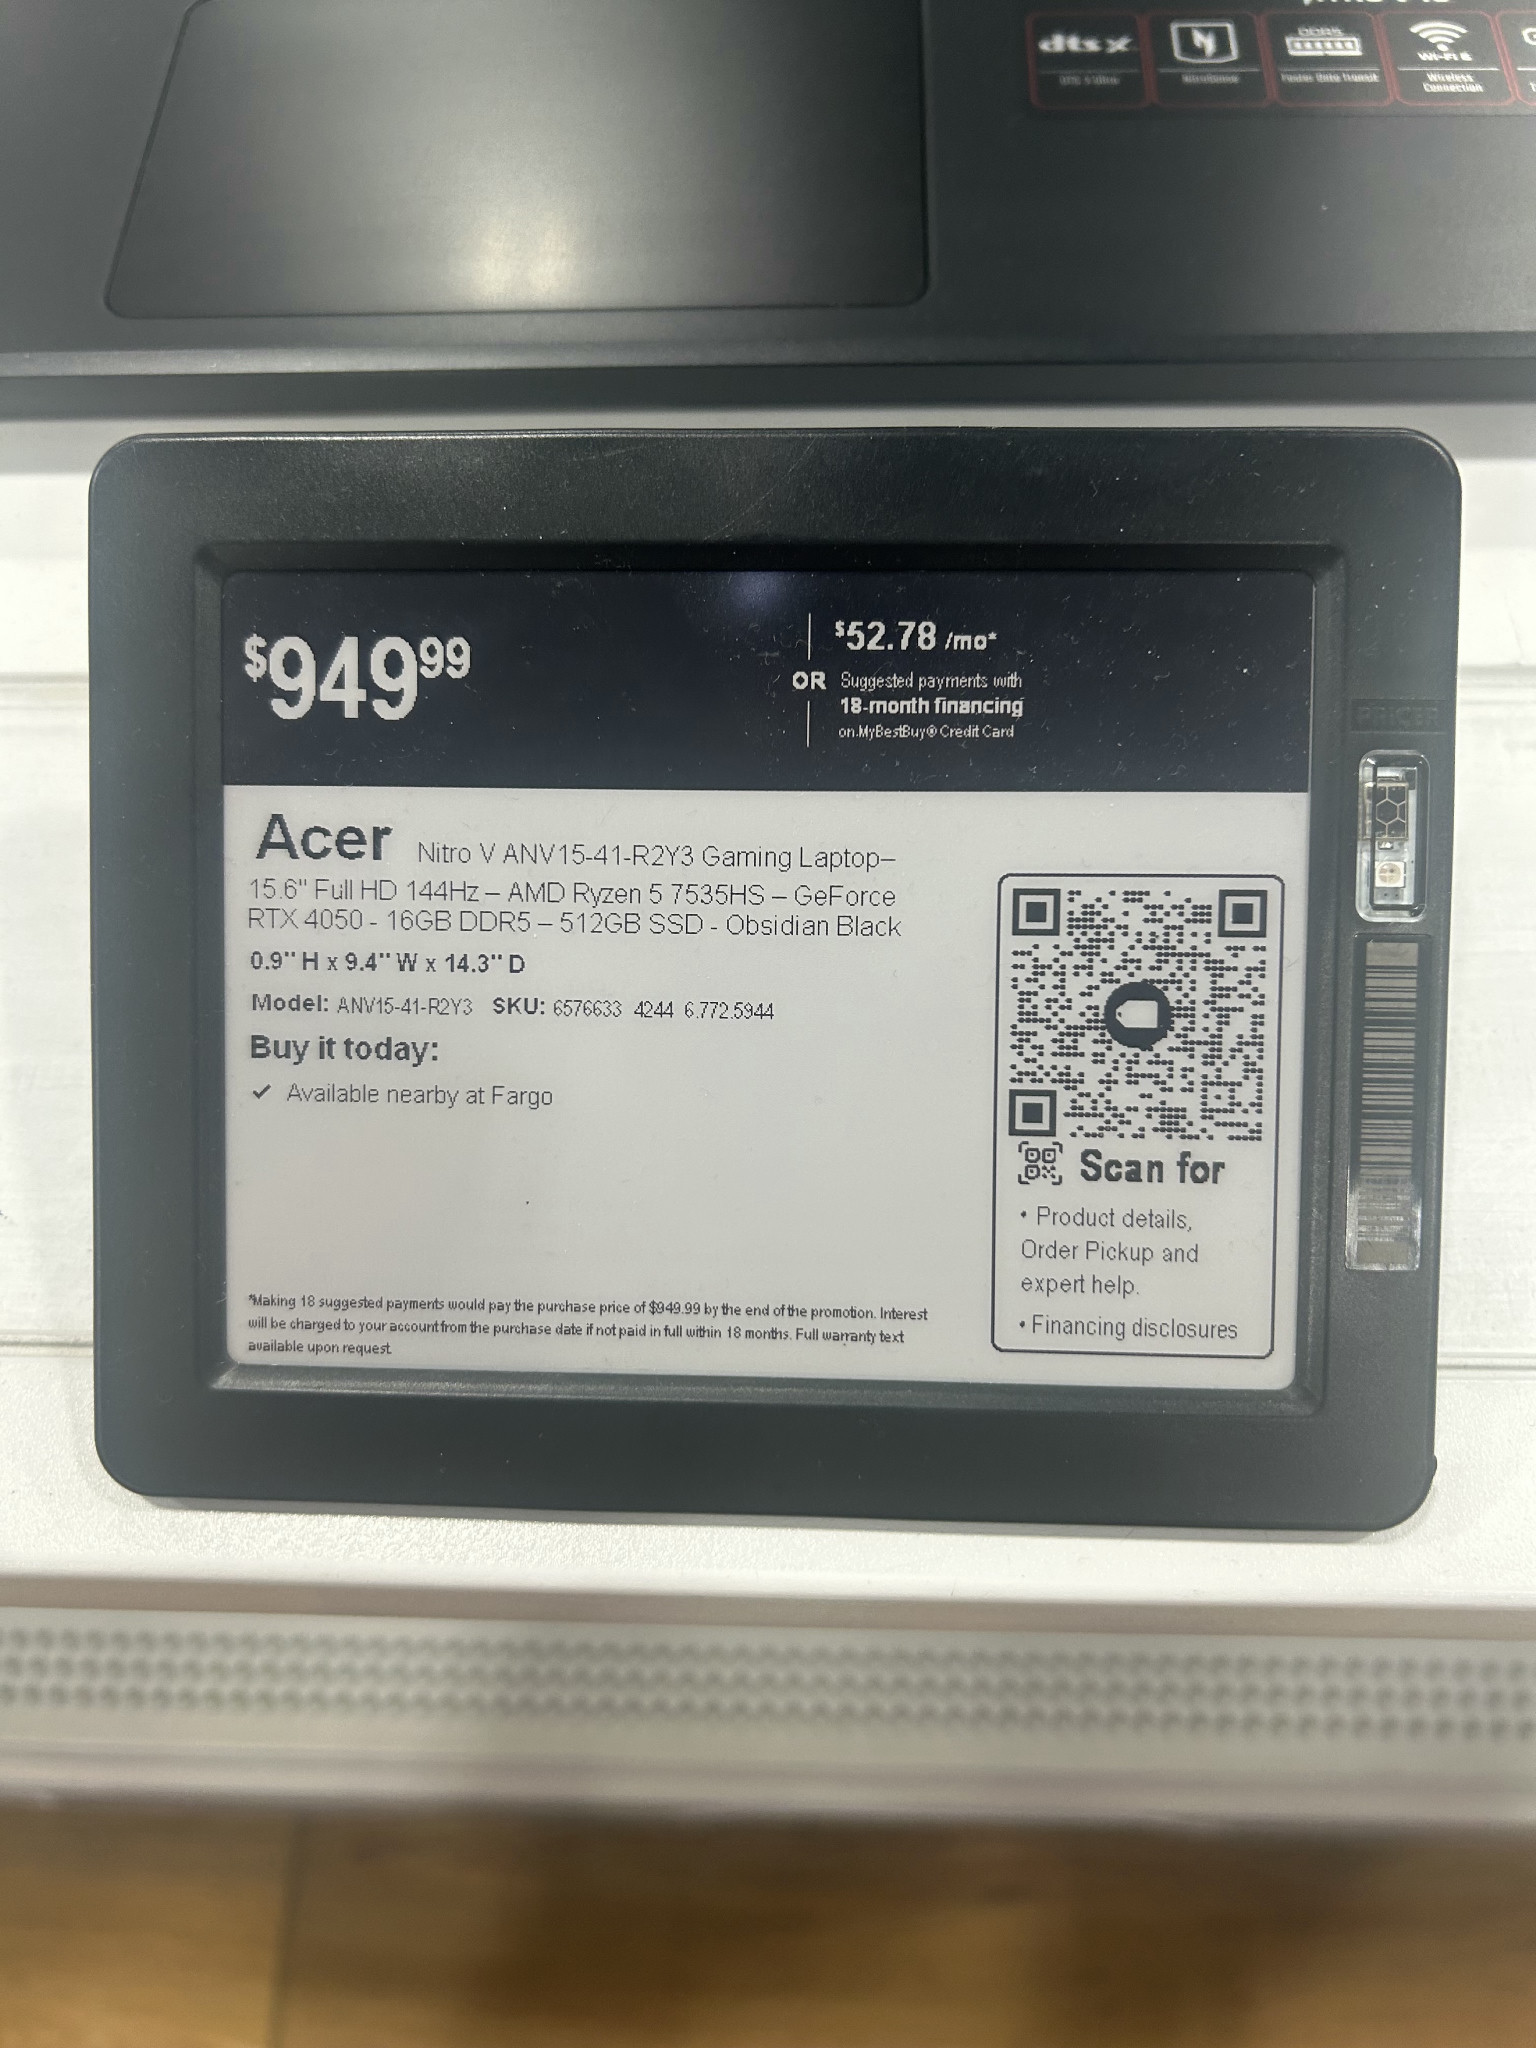 dts X
DDR5
WI-FI 6
Wireless
Connection
$949.99
OR
$52.78 /mo*
Suggested payments with
18-month financing
on MyBestBuy® Credit Card
PRICER
Acer Nitro V ANV15-41-R2Y3 Gaming Laptop–
15.6" Full HD 144Hz – AMD Ryzen 5 7535HS – GeForce
RTX 4050 - 16GB DDR5 – 512GB SSD - Obsidian Black
0.9" H x 9.4" W x 14.3" D
Model: ANV15-41-R2Y3 SKU: 6576633 4244 6.772.5944
Buy it today:
✓ Available nearby at Fargo
*Making 18 suggested payments would pay the purchase price of $949.99 by the end of the promotion. Interest
will be charged to your account from the purchase date if not paid in full within 18 months. Full warranty text
available upon request
Scan for
• Product details,
Order Pickup and
expert help.
• Financing disclosures